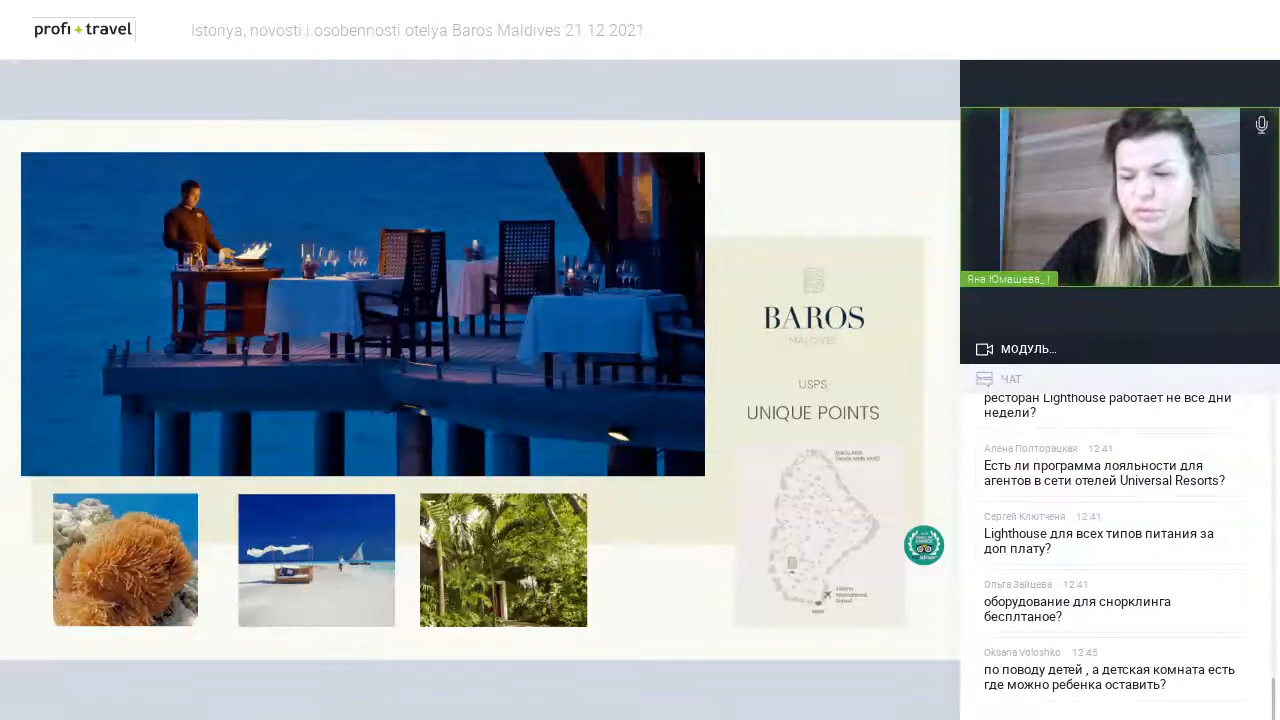 profi + travel
Istoriya, novosti i osobennosti otelya Baros Maldives 21.12.2021
BAROS
MALDIVES
USPS
UNIQUE POINTS
Яна Юмашева_ !
МОДУЛЬ...
ЧАТ
ресторан Lighthouse работает не все дни
недели?
Алена Полторацкая 12:41
Есть ли программа лояльности для
агентов в сети отелей Universal Resorts?
Сергей Клютченя 12:41
Lighthouse для всех типов питания за
доп плату?
Ольга Зайцева 12:41
оборудование для снорклинга
бесплтаное?
Oksana Voloshko 12:45
по поводу детей , а детская комната есть
где можно ребенка оставить?